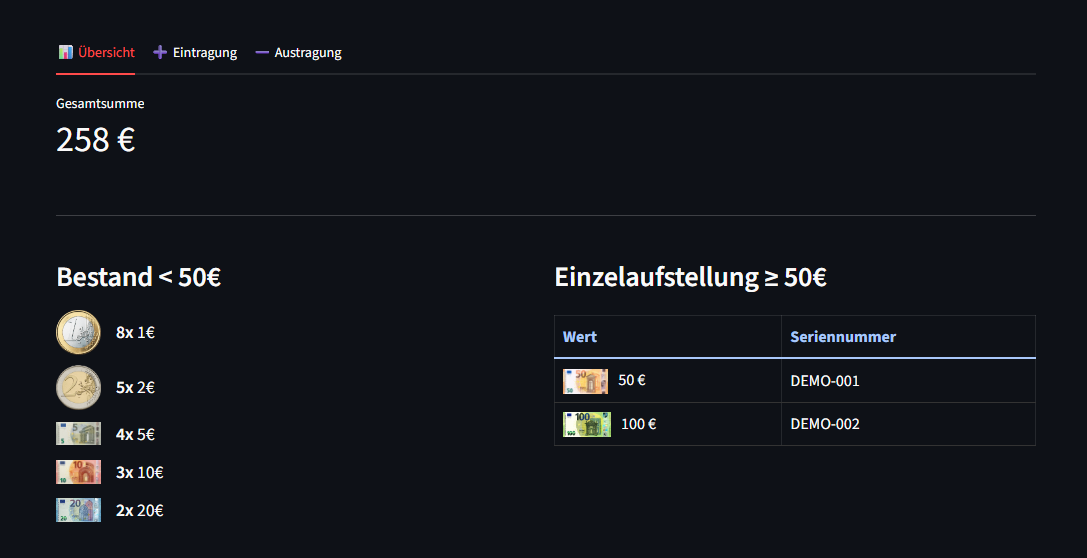 Übersicht Eintragung Austragung
Gesamtsumme
258 €
Bestand < 50€
8x 1€
5x 2€
4x 5€
3x 10€
2x 20€
Einzelaufstellung ≥ 50€
Wert Seriennummer
50 € DEMO-001
100 € DEMO-002